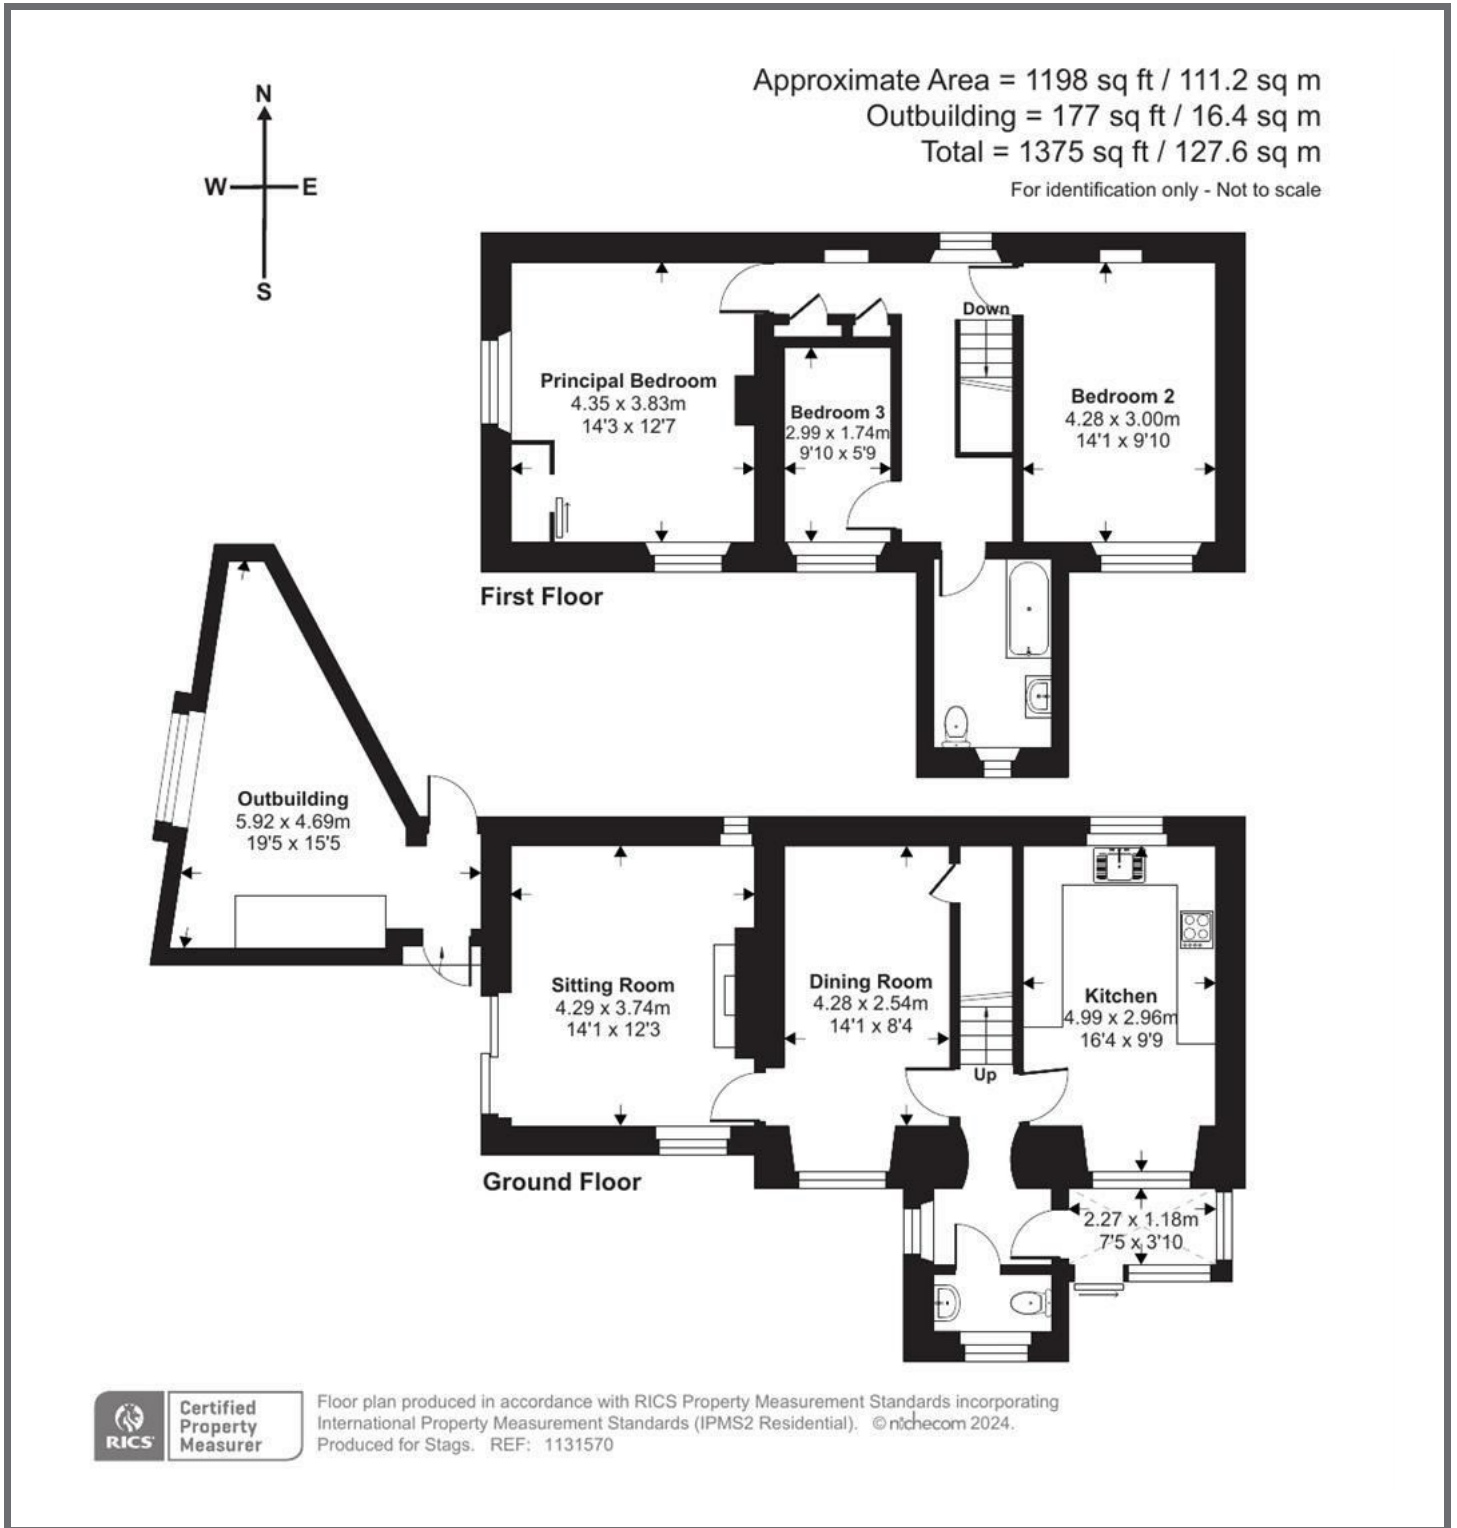 Approximate Area = 1198 sq ft / 111.2 sq m
Outbuilding = 177 sq ft / 16.4 sq m
Total = 1375 sq ft / 127.6 sq m
For identification only - Not to scale
N
W E
S
Down
Principal Bedroom
4.35 x 3.83m
14'3 x 12'7
Bedroom 3
2.99 x 1.74m
9'10 x 5'9
Bedroom 2
4.28 x 3.00m
14'1 x 9'10
First Floor
Outbuilding
5.92 x 4.69m
19'5 x 15'5
Sitting Room
4.29 x 3.74m
14'1 x 12'3
Dining Room
4.28 x 2.54m
14'1 x 8'4
Kitchen
4.99 x 2.96m
16'4 x 9'9
Up
Ground Floor
2.27 x 1.18m
7'5 x 3'10
RICS
Certified
Property
Measurer
Floor plan produced in accordance with RICS Property Measurement Standards incorporating
International Property Measurement Standards (IPMS2 Residential). © nichecom 2024.
Produced for Stags. REF: 1131570